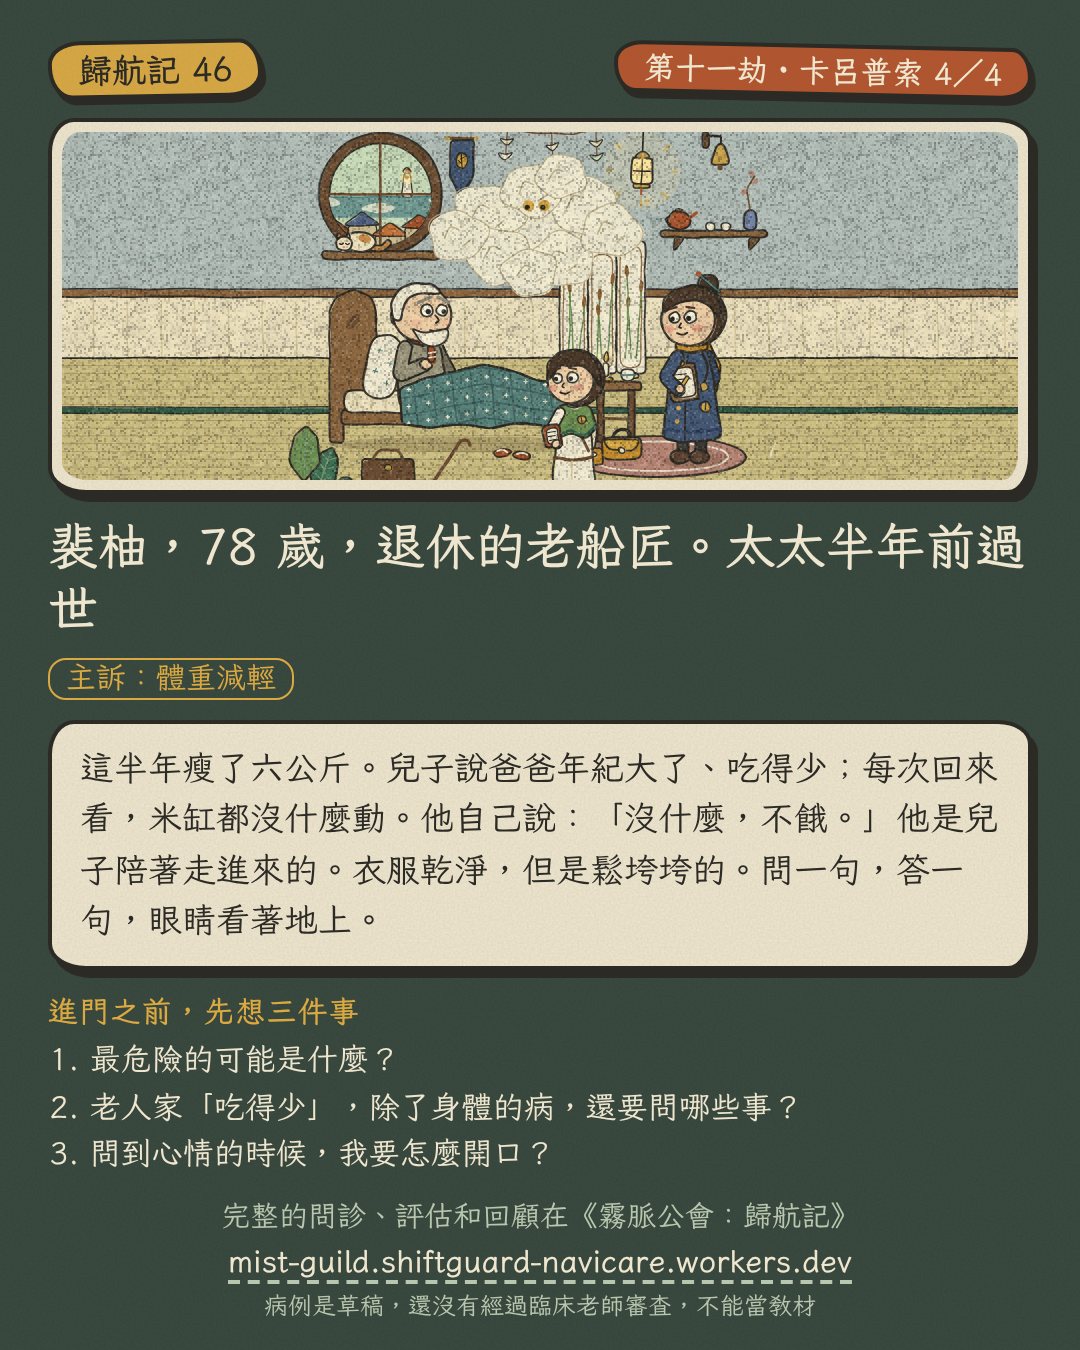 歸航記 46
第十一劫・卡呂普索 4／4
裴柚，78 歲，退休的老船匠。太太半年前過
世
主訴：體重減輕
這半年瘦了六公斤。兒子說爸爸年紀大了、吃得少；每次回來
看，米缸都沒什麼動。他自己說：「沒什麼，不餓。」他是兒
子陪著走進來的。衣服乾淨，但是鬆垮垮的。問一句，答一
句，眼睛看著地上。
進門之前，先想三件事
1. 最危險的可能是什麼？
2. 老人家「吃得少」，除了身體的病，還要問哪些事？
3. 問到心情的時候，我要怎麼開口？
完整的問診、評估和回顧在《霧脈公會：歸航記》
mist-guild.shiftguard-navicare.workers.dev
病例是草稿，還沒有經過臨床老師審查，不能當教材